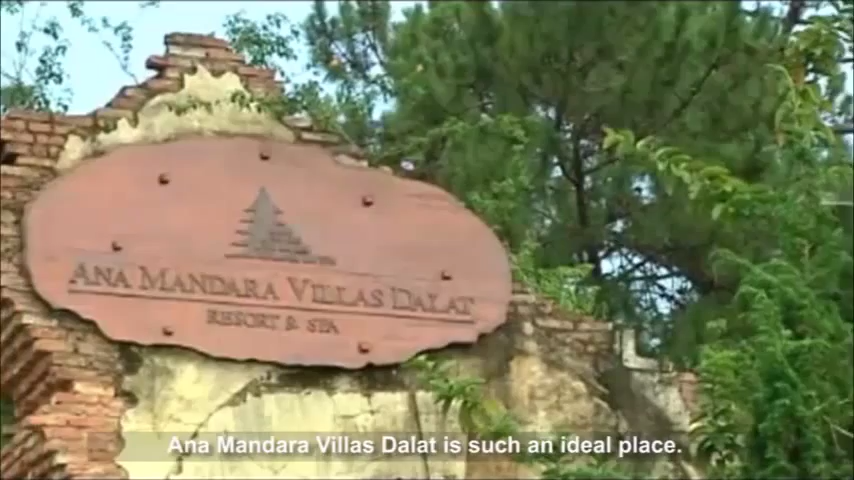 ANA MANDARA VILLAS DALAT
RESORT & SPA
Ana Mandara Villas Dalat is such an ideal place.